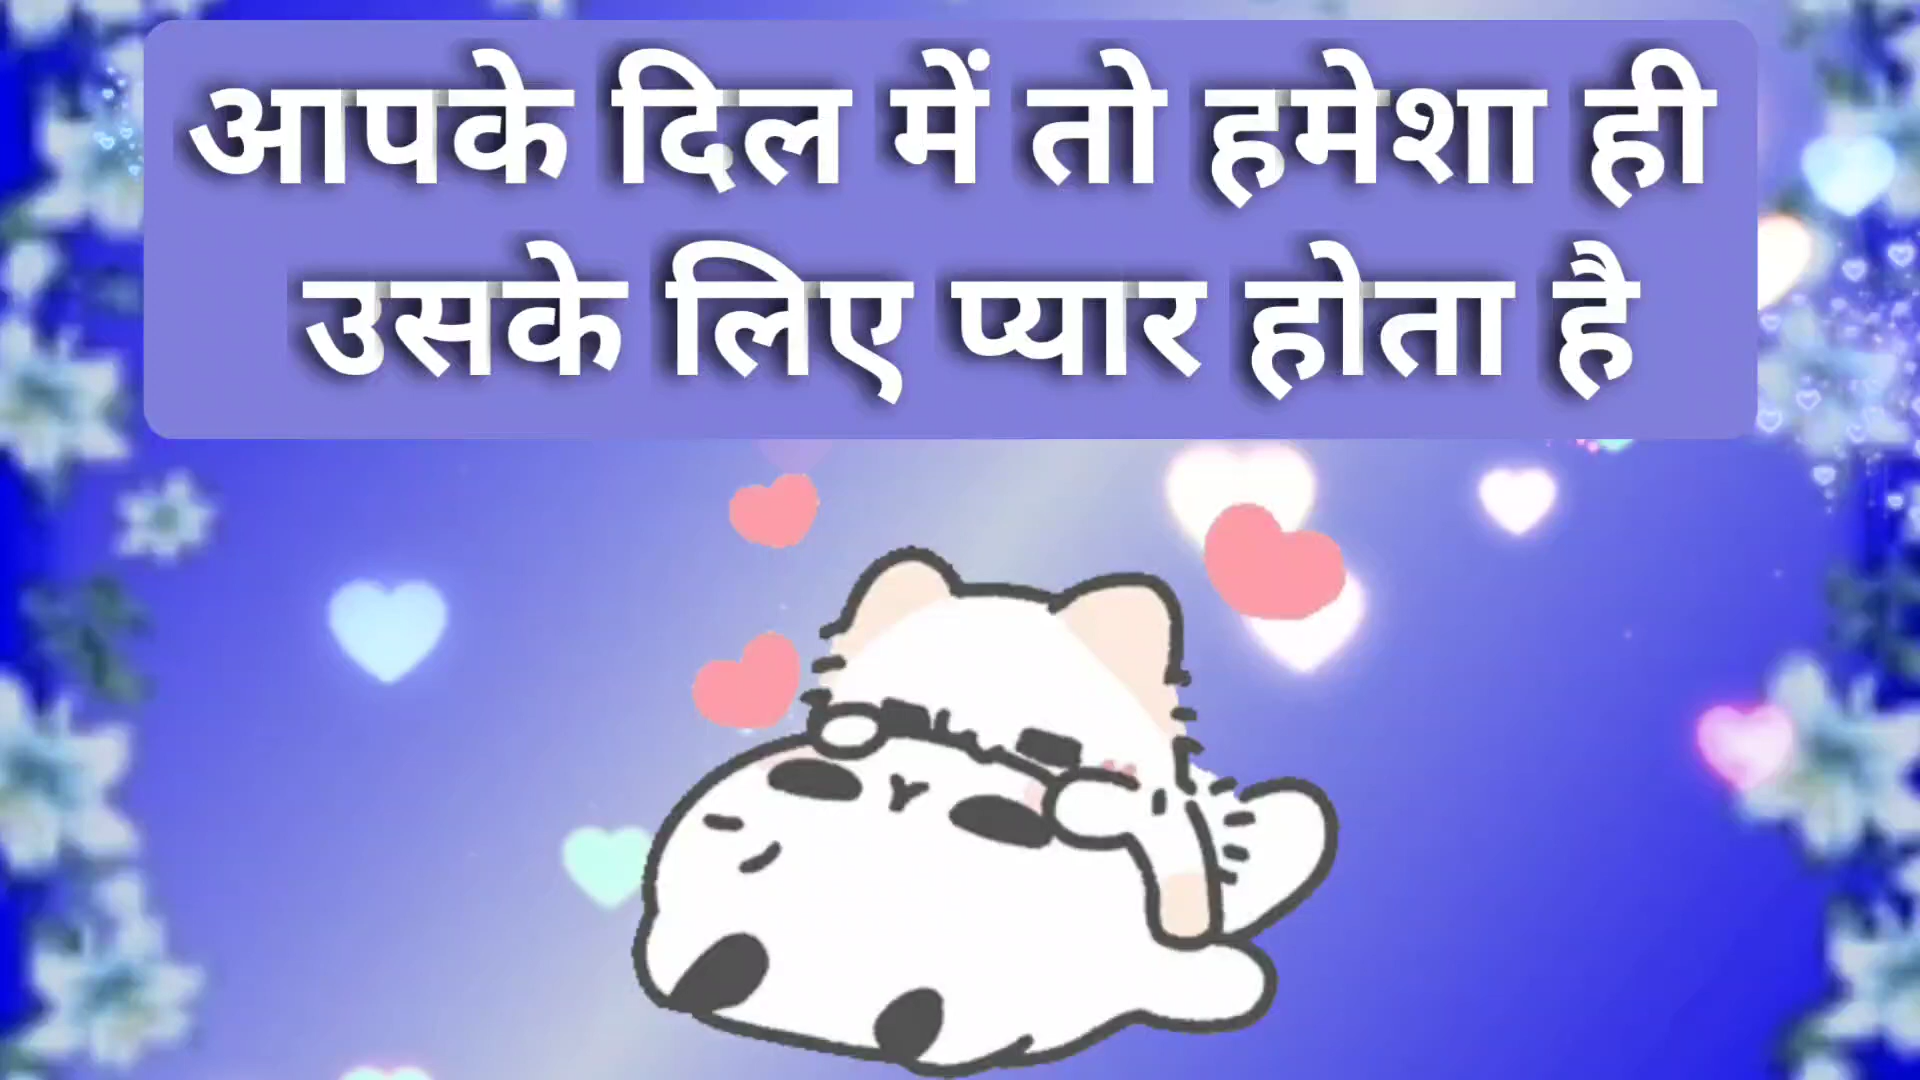 आपके दिल में तो हमेशा ही
उसके लिए प्यार होता है